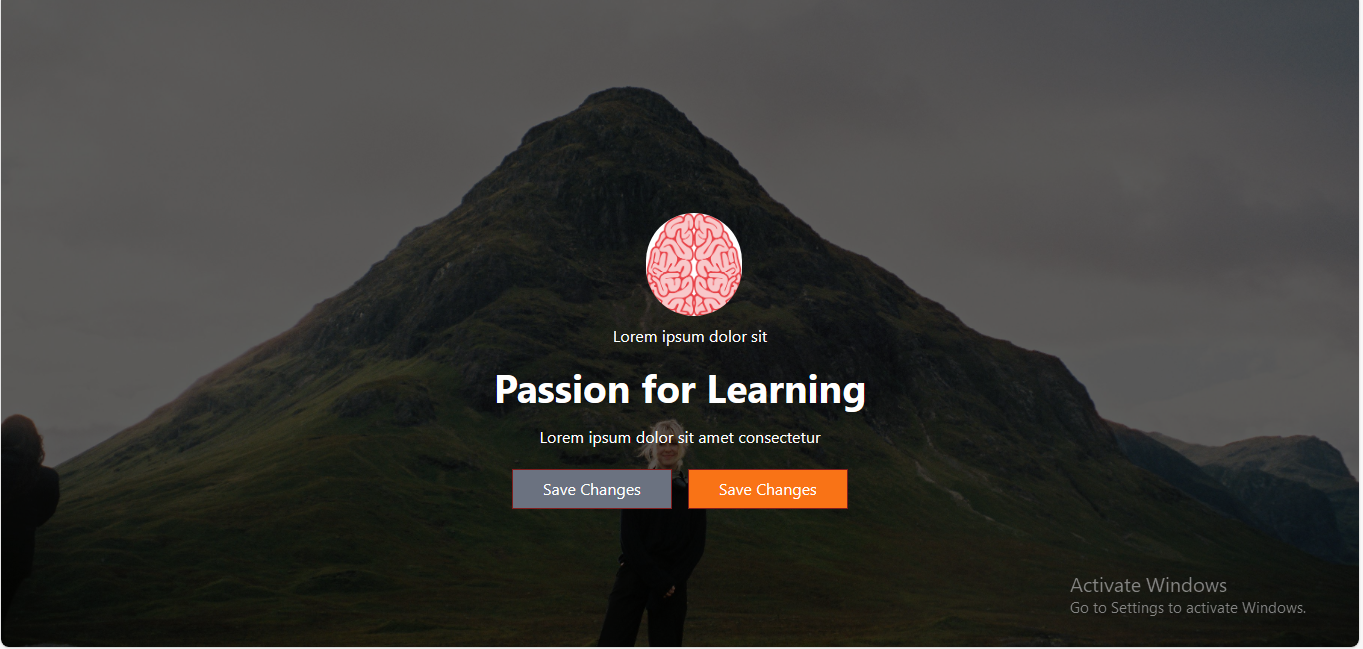 Lorem ipsum dolor sit
Passion for Learning
Lorem ipsum dolor sit amet consectetur
Save Changes Save Changes
Activate Windows
Go to Settings to activate Windows.